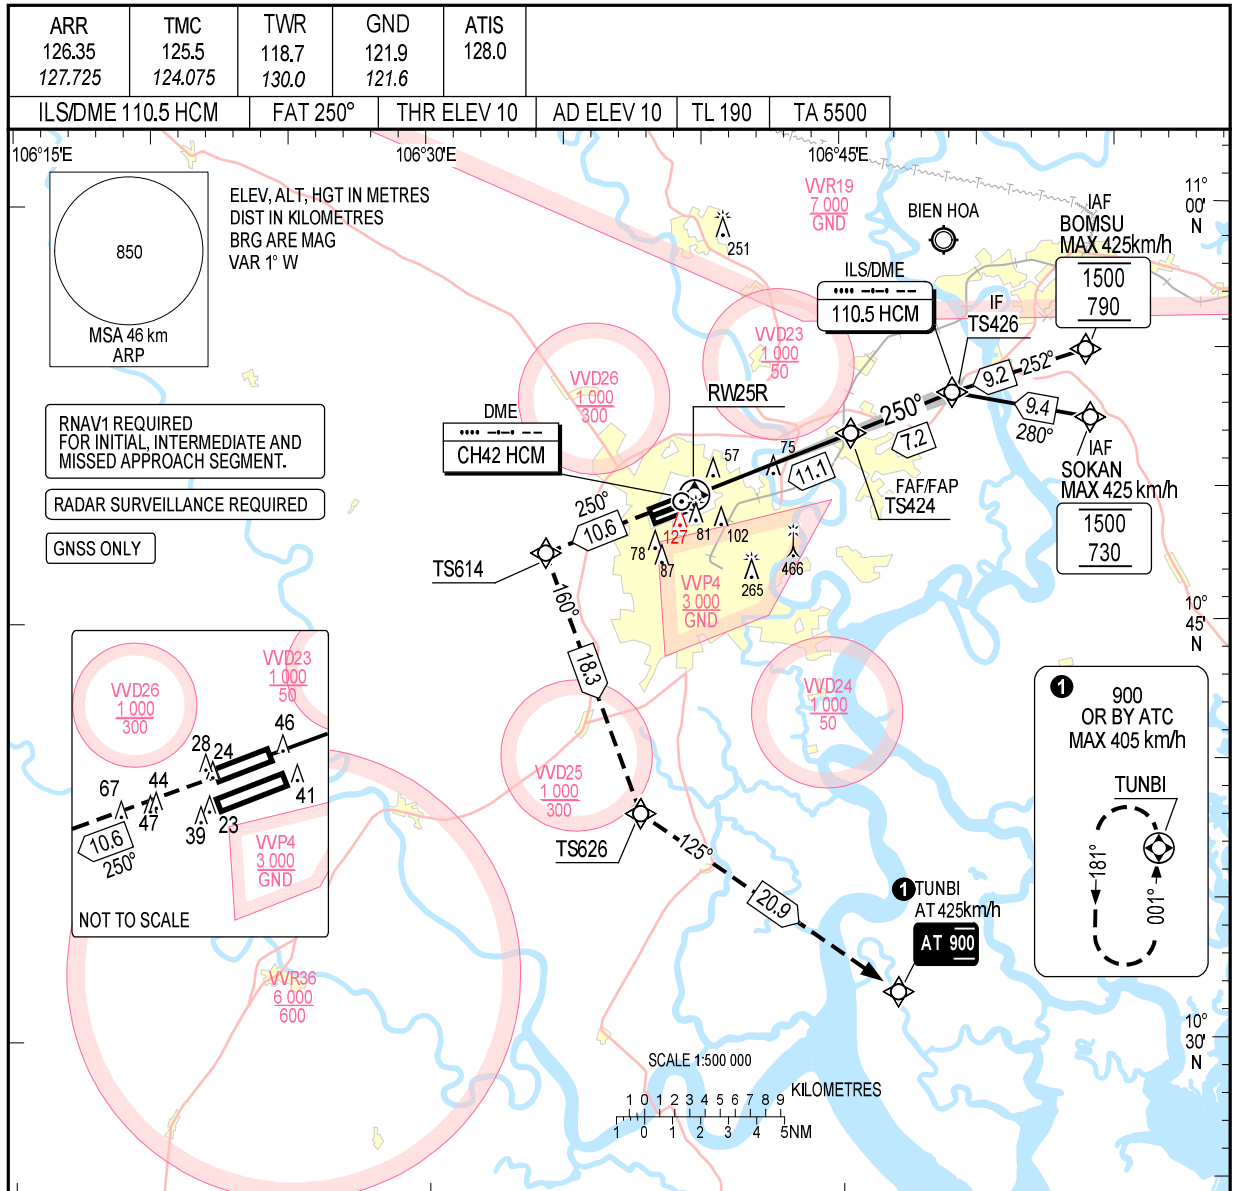 ARR TMC TWR GND ATIS
126.35 125.5 118.7 121.9 128.0
127.725 124.075 130.0 121.6
ILS/DME 110.5 HCM FAT 250° THR ELEV 10 AD ELEV 10 TL 190 TA 5500
106°15'E 106°30'E 106°45'E
850
MSA 46 km
ARP
ELEV, ALT, HGT IN METRES
DIST IN KILOMETRES
BRG ARE MAG
VAR 1° W
RNAV1 REQUIRED
FOR INITIAL, INTERMEDIATE AND
MISSED APPROACH SEGMENT.
RADAR SURVEILLANCE REQUIRED
GNSS ONLY
VVR19
7 000
GND
251
BIEN HOA
11°
00'
N
IAF
BOMSU
MAX 425km/h
1500
790
ILS/DME
110.5 HCM
IF
TS426
VVD23
1 000
50
VVD26
1 000
300
RW25R
DME
CH42 HCM
9.2 252°
9.4
280°
250°
7.2
IAF
SOKAN
MAX 425 km/h
1500
730
FAF/FAP
TS424
11.1
57
75
250°
10.6
127
81
102
78
87
265
466
TS614
VVP4
3 000
GND
160°
18.3
10°
45'
N
VVD24
1 000
50
VVD25
1 000
300
TS626
125°
20.9
1 TUNBI
AT 425km/h
AT 900
1
900
OR BY ATC
MAX 405 km/h
TUNBI
181°
001°
VVD26
1 000
300
VVD23
1 000
50
46
28
24
67
44
47
41
39
23
10.6
250°
VVP4
3 000
GND
NOT TO SCALE
VVR36
6 000
600
10°
30'
N
SCALE 1:500 000
KILOMETRES
1 0 1 2 3 4 5 6 7 8 9
1 0 1 2 3 4 5NM